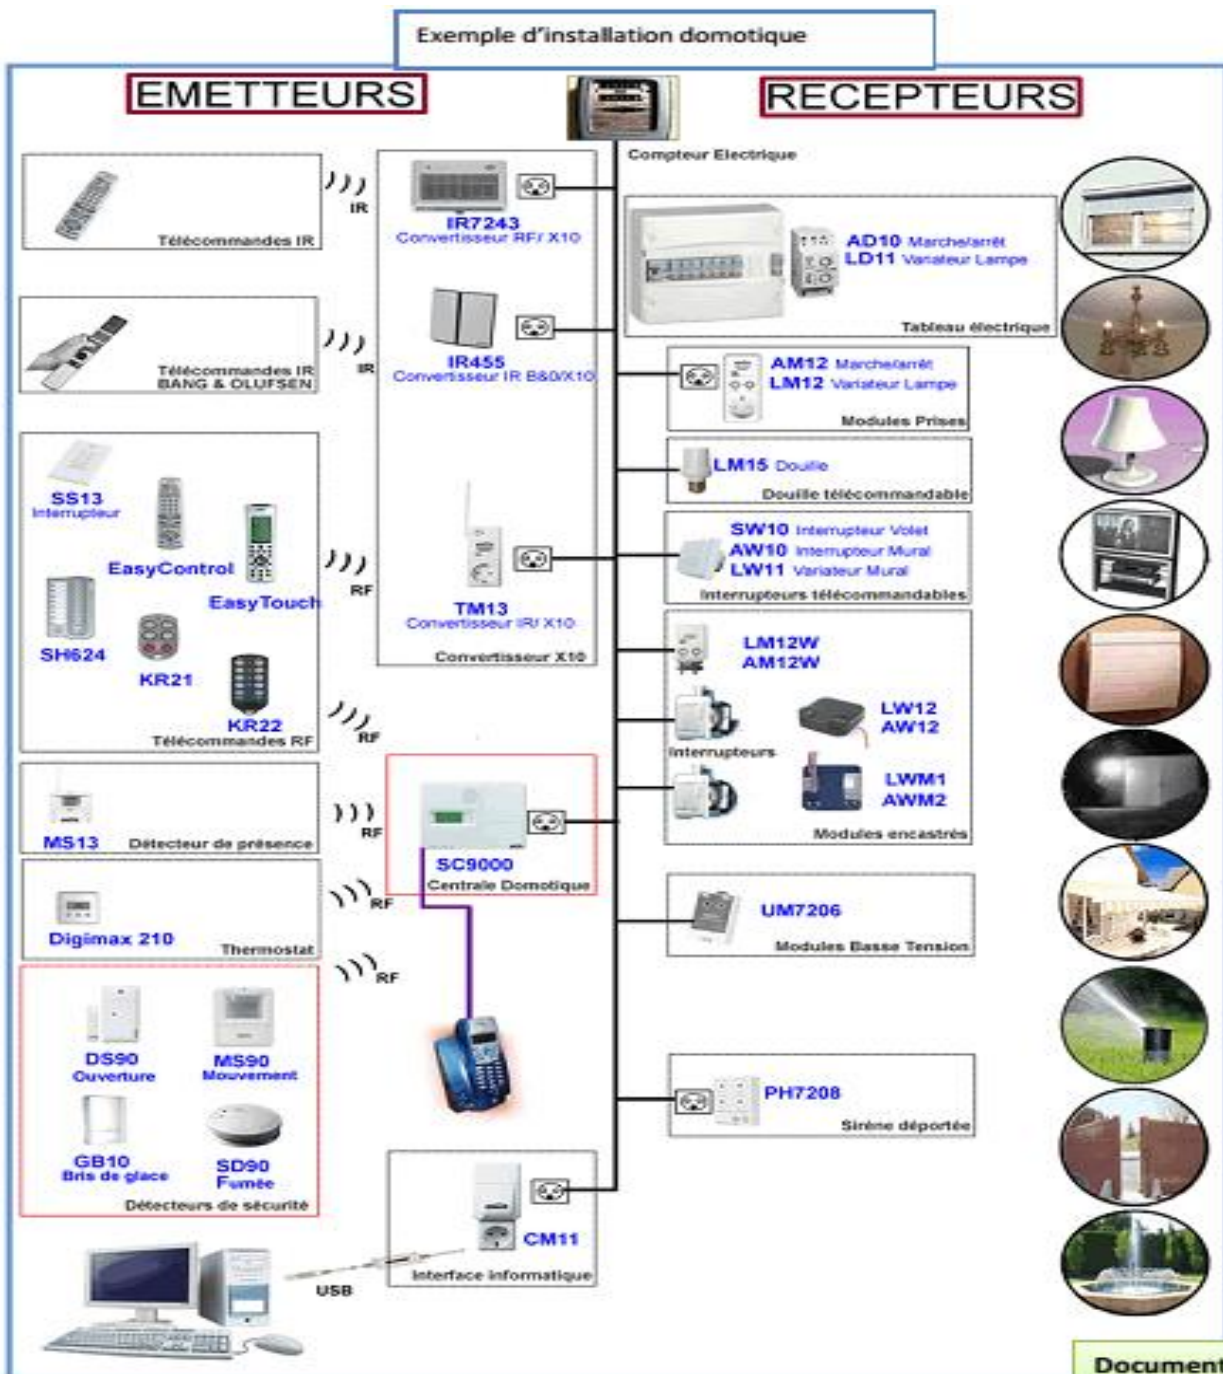 Exemple d'installation domotique
EMETTEURS
RECEPTEURS
Compteur Electrique
IR
Télécommandes IR
IR7243
Convertisseur RF/ X10
AD10 Marche/arrêt
LD11 Variateur Lampe
Tableau électrique
IR
Télécommandes IR
BANG & OLUFSEN
IR455
Convertisseur IR B&0/X10
AM12 Marche/arrêt
LM12 Variateur Lampe
Modules Prises
LM15 Douille
Douille télécommandable
SS13
Interrupteur
EasyControl
EasyTouch
SH624
KR21
KR22
Télécommandes RF
RF
RF
TM13
Convertisseur IR/ X10
Convertisseur X10
SW10 Interrupteur Volet
AW10 Interrupteur Mural
LW11 Variateur Mural
Interrupteurs télécommandables
LM12W
AM12W
LW12
AW12
Interrupteurs
LWM1
AWM2
Modules encastrés
MS13
Détecteur de présence
RF
SC9000
Centrale Domotique
Digimax 210
Thermostat
RF
UM7206
Modules Basse Tension
RF
DS90
Ouverture
MS90
Mouvement
GB10
Bris de glace
SD90
Fumée
Détecteurs de sécurité
PH7208
Sirène déportée
CM11
Interface informatique
USB
Document